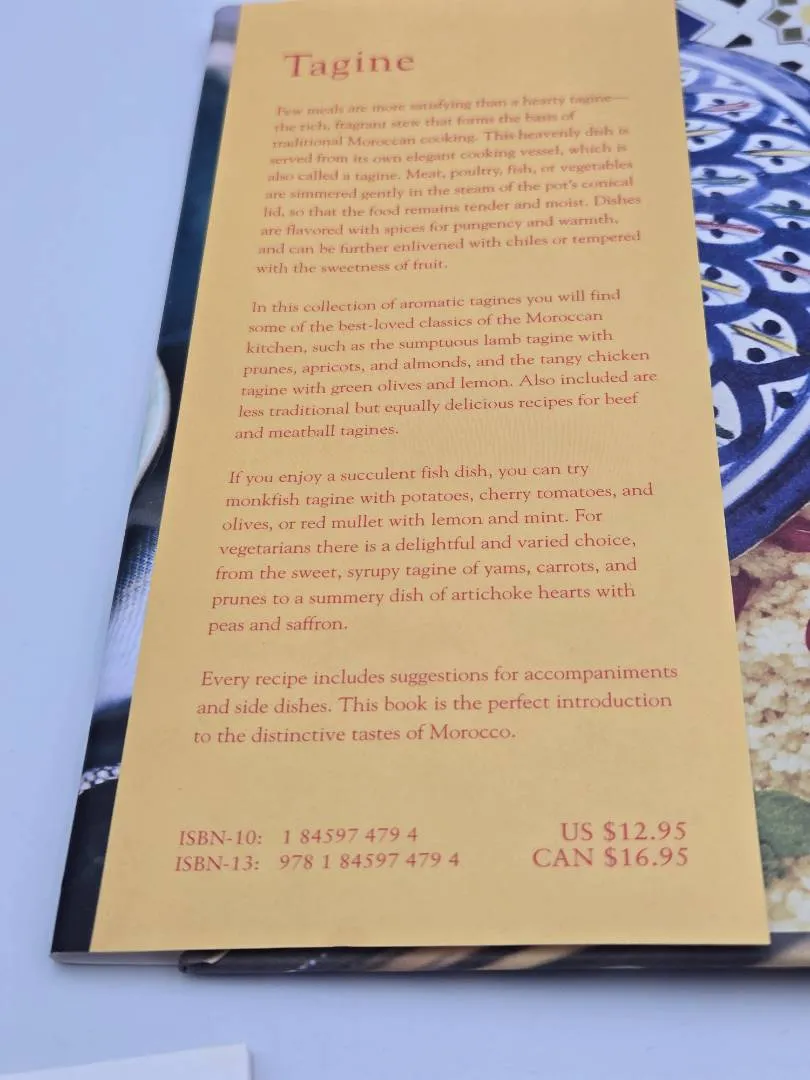 Tagine
Few meals are more satisfying than a hearty tagine—
the rich, fragrant stew that forms the basis of
traditional Moroccan cooking. This heavenly dish is
served from its own elegant cooking vessel, which is
also called a tagine. Meat, poultry, fish, or vegetables
are simmered gently in the steam of the pot's conical
lid, so that the food remains tender and moist. Dishes
are flavored with spices for pungency and warmth,
and can be further enlivened with chiles or tempered
with the sweetness of fruit.
In this collection of aromatic tagines you will find
some of the best-loved classics of the Moroccan
kitchen, such as the sumptuous lamb tagine with
prunes, apricots, and almonds, and the tangy chicken
tagine with green olives and lemon. Also included are
less traditional but equally delicious recipes for beef
and meatball tagines.
If you enjoy a succulent fish dish, you can try
monkfish tagine with potatoes, cherry tomatoes, and
olives, or red mullet with lemon and mint. For
vegetarians there is a delightful and varied choice,
from the sweet, syrupy tagine of yams, carrots, and
prunes to a summery dish of artichoke hearts with
peas and saffron.
Every recipe includes suggestions for accompaniments
and side dishes. This book is the perfect introduction
to the distinctive tastes of Morocco.
ISBN-10: 1 84597 479 4 US $12.95
ISBN-13: 978 1 84597 479 4 CAN $16.95